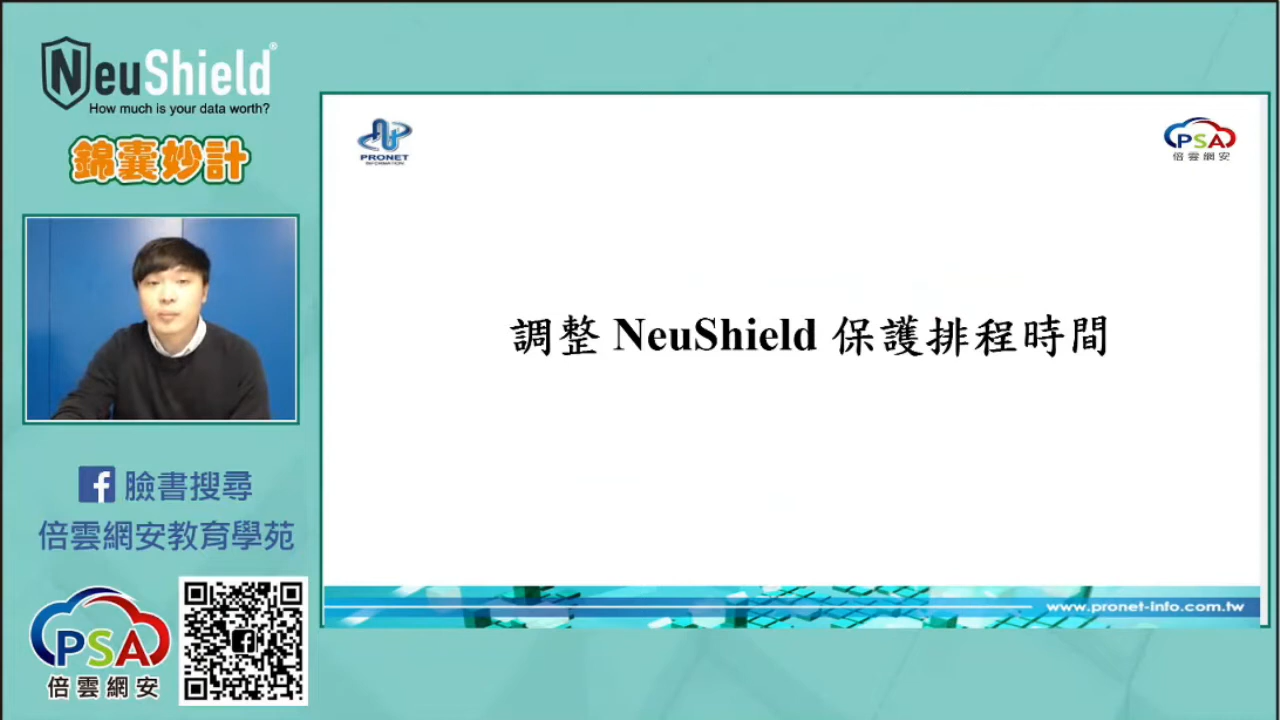 NeuShield®
How much is your data worth?
錦囊妙計
臉書搜尋
倍雲網安教育學苑
PSA
倍雲網安
PRONET
INFORMATION
PSA
倍雲網安
調整 NeuShield 保護排程時間
www.pronet-info.com.tw